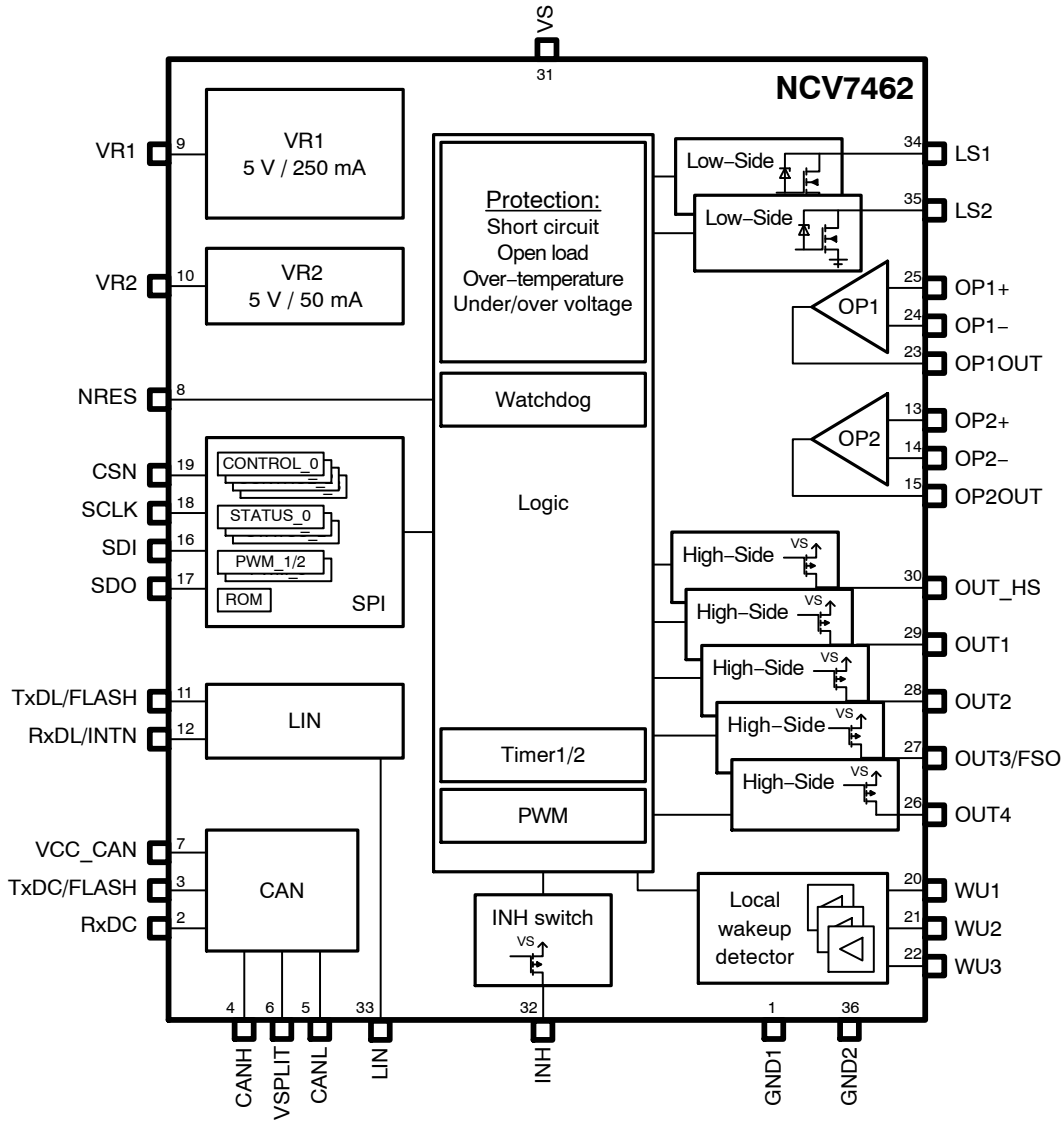 VS
31
NCV7462
VR1
9
VR1
5 V / 250 mA
VR2
10
VR2
5 V / 50 mA
NRES
8
CSN
19
SCLK
18
SDI
16
SDO
17
CONTROL_0
STATUS_0
PWM_1/2
ROM
SPI
TxDL/FLASH
11
RxDL/INTN
12
LIN
VCC_CAN
7
TxDC/FLASH
3
RxDC
2
CAN
Protection:
Short circuit
Open load
Over−temperature
Under/over voltage
Watchdog
Logic
Timer1/2
PWM
INH switch
VS
Low−Side
34
LS1
Low−Side
35
LS2
OP1
25
OP1+
24
OP1−
23
OP1OUT
OP2
13
OP2+
14
OP2−
15
OP2OUT
High−Side
VS
30
OUT_HS
High−Side
VS
29
OUT1
High−Side
VS
28
OUT2
High−Side
VS
27
OUT3/FSO
High−Side
VS
26
OUT4
Local
wakeup
detector
20
WU1
21
WU2
22
WU3
4
6
5
33
32
1
36
CANH
VSPLIT
CANL
LIN
INH
GND1
GND2